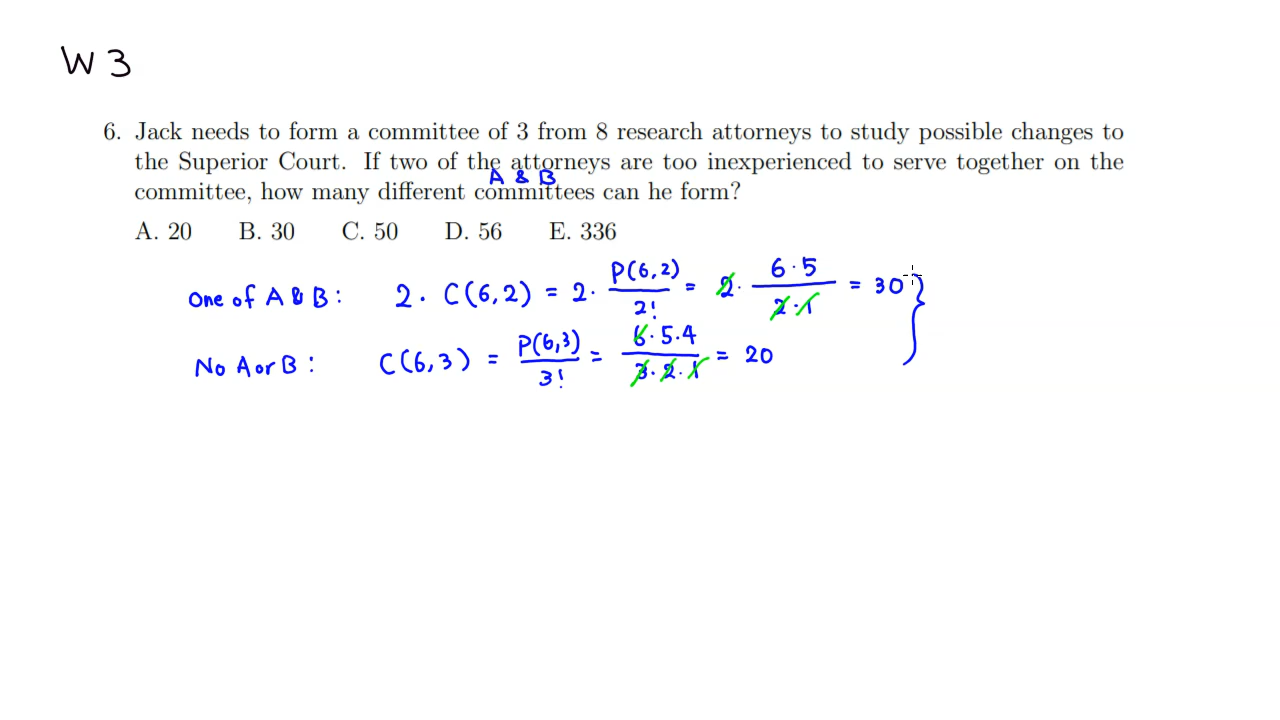 W 3
6. Jack needs to form a committee of 3 from 8 research attorneys to study possible changes to
the Superior Court. If two of the attorneys are too inexperienced to serve together on the
A & B
committee, how many different committees can he form?
A. 20 B. 30 C. 50 D. 56 E. 336
One of A & B : 2 · C(6,2) = 2 · P(6,2) / 2! = 2 · 6 · 5 / 2 · 1 = 30 }
No A or B : C(6,3) = P(6,3) / 3! = 6 · 5 · 4 / 3 · 2 · 1 = 20